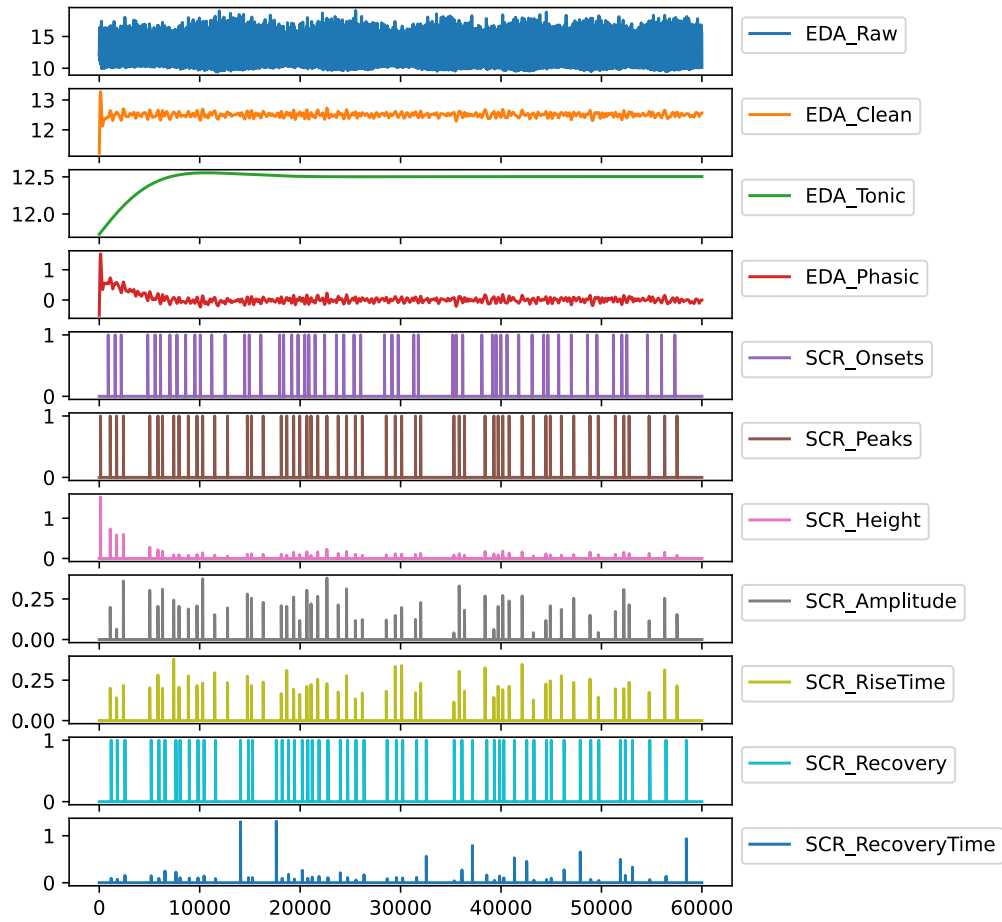 15
10
EDA_Raw
13
12
EDA_Clean
12.5
12.0
EDA_Tonic
1
0
EDA_Phasic
1
0
SCR_Onsets
1
0
SCR_Peaks
1
0
SCR_Height
0.25
0.00
SCR_Amplitude
0.25
0.00
SCR_RiseTime
1
0
SCR_Recovery
1
0
SCR_RecoveryTime
0 10000 20000 30000 40000 50000 60000